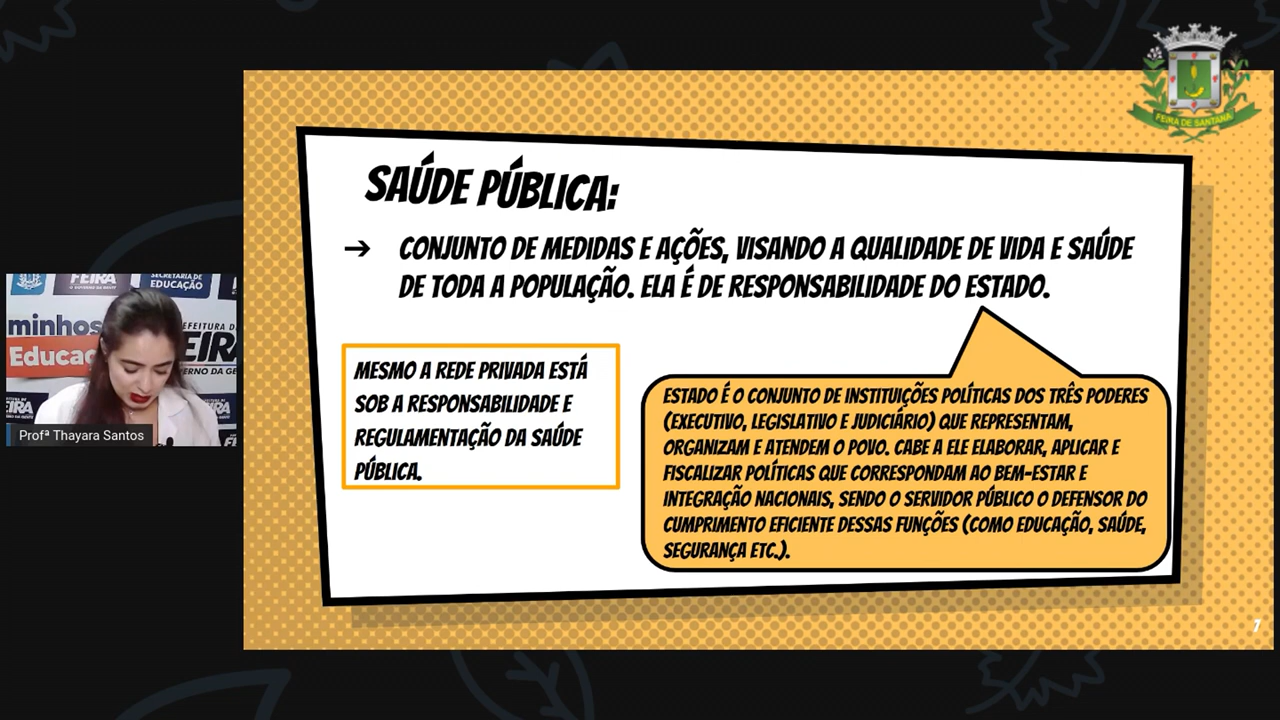 FEIRA DE SANTANA
SAÚDE PÚBLICA:
➔ CONJUNTO DE MEDIDAS E AÇÕES, VISANDO A QUALIDADE DE VIDA E SAÚDE
DE TODA A POPULAÇÃO. ELA É DE RESPONSABILIDADE DO ESTADO.
MESMO A REDE PRIVADA ESTÁ
SOB A RESPONSABILIDADE E
REGULAMENTAÇÃO DA SAÚDE
PÚBLICA.
ESTADO É O CONJUNTO DE INSTITUIÇÕES POLÍTICAS DOS TRÊS PODERES
(EXECUTIVO, LEGISLATIVO E JUDICIÁRIO) QUE REPRESENTAM,
ORGANIZAM E ATENDEM O POVO. CABE A ELE ELABORAR, APLICAR E
FISCALIZAR POLÍTICAS QUE CORRESPONDAM AO BEM-ESTAR E
INTEGRAÇÃO NACIONAIS, SENDO O SERVIDOR PÚBLICO O DEFENSOR DO
CUMPRIMENTO EFICIENTE DESSAS FUNÇÕES (COMO EDUCAÇÃO, SAÚDE,
SEGURANÇA ETC.).
7
FEIRA
EDUCAÇÃO
minhos
Educac
EIRA
Profª Thayara Santos